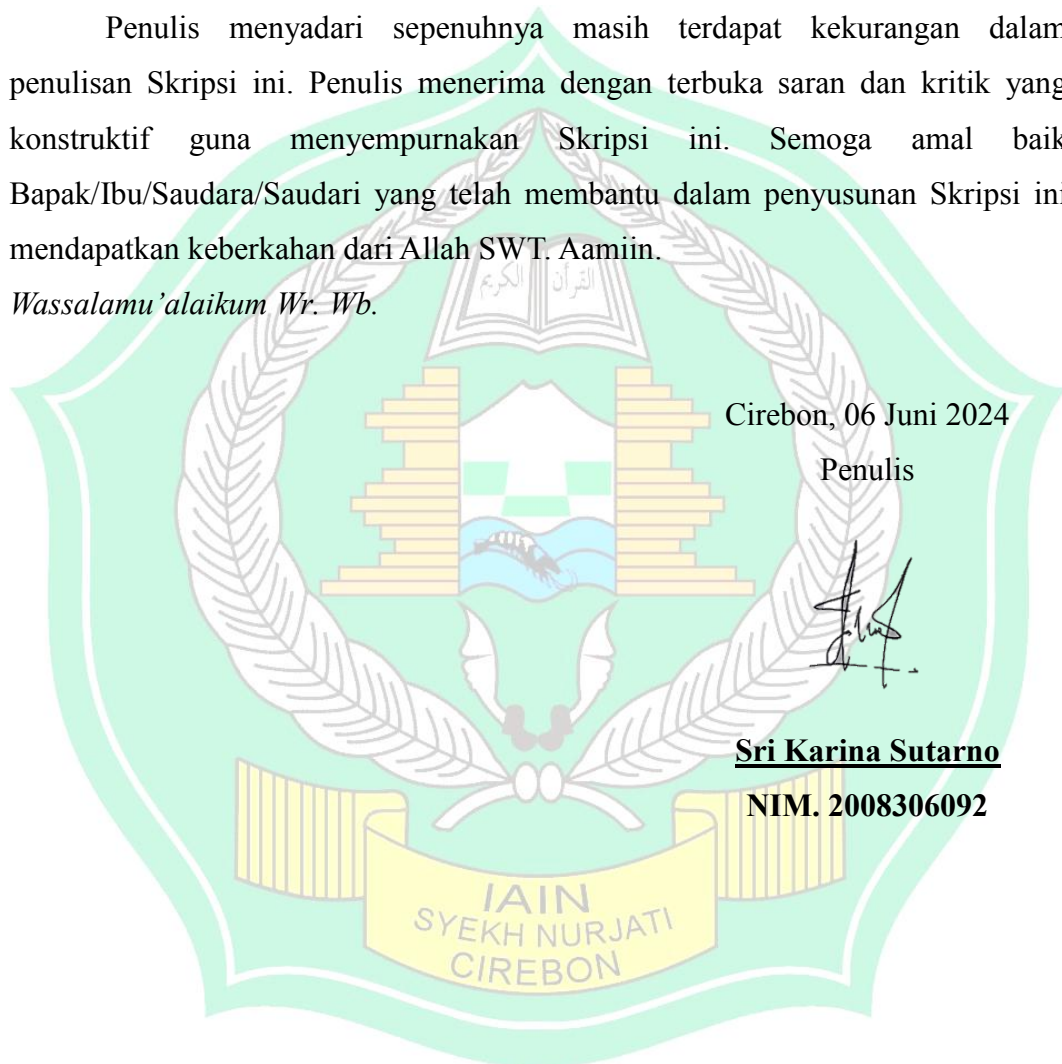 Penulis menyadari sepenuhnya masih terdapat kekurangan dalam
penulisan Skripsi ini. Penulis menerima dengan terbuka saran dan kritik yang
konstruktif guna menyempurnakan Skripsi ini. Semoga amal baik
Bapak/Ibu/Saudara/Saudari yang telah membantu dalam penyusunan Skripsi ini
mendapatkan keberkahan dari Allah SWT. Aamiin.
القرآن الكريم
Wassalamu’alaikum Wr. Wb.
Cirebon, 06 Juni 2024
Penulis
Sri Karina Sutarno
NIM. 2008306092
IAIN
SYEKH NURJATI
CIREBON